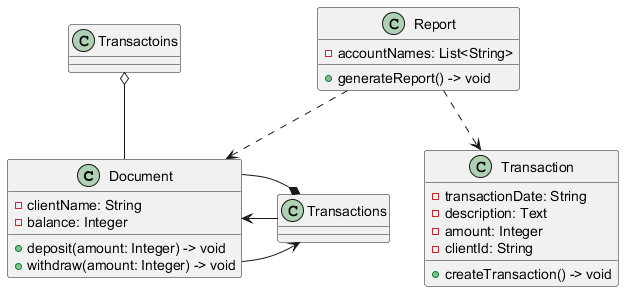 C Transactoins
C Report
accountNames: List<String>
generateReport() -> void
C Document
clientName: String
balance: Integer
deposit(amount: Integer) -> void
withdraw(amount: Integer) -> void
C Transactions
C Transaction
transactionDate: String
description: Text
amount: Integer
clientId: String
createTransaction() -> void